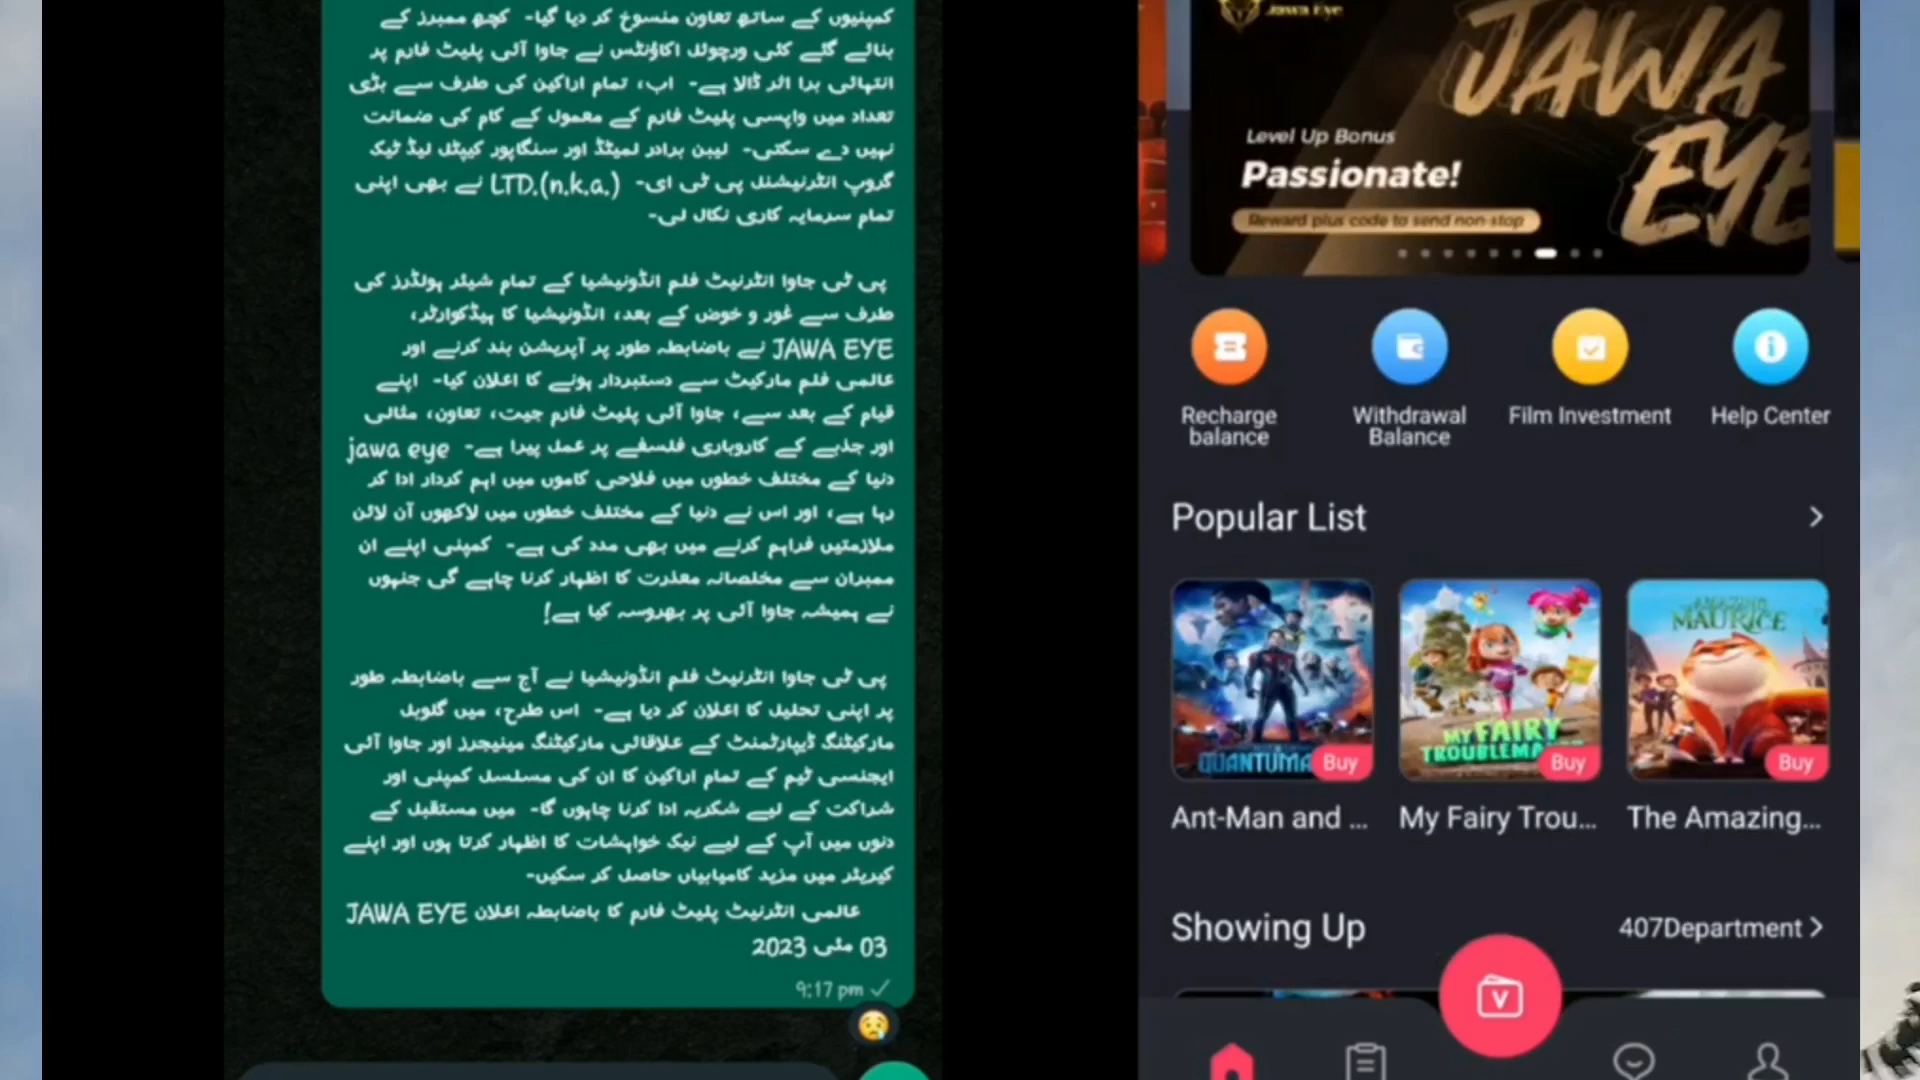 کمپنیوں کے ساتھ تعاون منسوخ کر دیا گیا۔ کچھ ممبرز کے
بنائے گئے کئی ورچوئل اکاؤنٹس نے جاوا آئی پلیٹ فارم پر
انتہائی برا اثر ڈالا ہے۔ اب، تمام اراکین کی طرف سے بڑی
تعداد میں واپسی پلیٹ فارم کے معمول کے کام کی ضمانت
نہیں دے سکتی۔ لیبن برادر لمیٹڈ اور سنگاپور کیپٹل لیڈ ٹیک
گروپ انٹرنیشنل پی ٹی ای۔ LTD.(n.k.a.) نے بھی اپنی
تمام سرمایہ کاری نکال لی۔
پی ٹی جاوا انٹرنیٹ فلم انڈونیشیا کے تمام شیئر ہولڈرز کی
طرف سے غور و خوض کے بعد، انڈونیشیا کا ہیڈکوارٹر،
JAWA EYE نے باضابطہ طور پر آپریشن بند کرنے اور
عالمی فلم مارکیٹ سے دستبردار ہونے کا اعلان کیا۔ اپنے
قیام کے بعد سے، جاوا آئی پلیٹ فارم جیت، تعاون، مثالی
اور جذبے کے کاروباری فلسفے پر عمل پیرا ہے۔ jawa eye
دنیا کے مختلف خطوں میں فلاحی کاموں میں اہم کردار ادا کر
رہا ہے، اور اس نے دنیا کے مختلف خطوں میں لاکھوں آن لائن
ملازمتیں فراہم کرنے میں بھی مدد کی ہے۔ کمپنی اپنے ان
ممبران سے مخلصانہ معذرت کا اظہار کرنا چاہے گی جنہوں
نے ہمیشہ جاوا آئی پر بھروسہ کیا ہے!
پی ٹی جاوا انٹرنیٹ فلم انڈونیشیا نے آج سے باضابطہ طور
پر اپنی تحلیل کا اعلان کر دیا ہے۔ اس طرح، میں گلوبل
مارکیٹنگ ڈیپارٹمنٹ کے علاقائی مارکیٹنگ مینیجرز اور جاوا آئی
ایجنسی ٹیم کے تمام اراکین کا ان کی مسلسل کمپنی اور
شراکت کے لیے شکریہ ادا کرنا چاہوں گا۔ میں مستقبل کے
دنوں میں آپ کے لیے نیک خواہشات کا اظہار کرتا ہوں اور اپنے
کیریئر میں مزید کامیابیاں حاصل کر سکیں۔
عالمی انٹرنیٹ پلیٹ فارم کا باضابطہ اعلان JAWA EYE
03 مئی 2023
9:17 pm
Jawa Eye
JAWA
EYE
Level Up Bonus
Passionate!
Reward plus code to send non-stop
Recharge balance
Withdrawal Balance
Film Investment
Help Center
Popular List
QUANTUMA
Buy
MY FAIRY
TROUBLEMA
Buy
MAURICE
Buy
Ant-Man and ...
My Fairy Trou...
The Amazing...
Showing Up
407Department
V